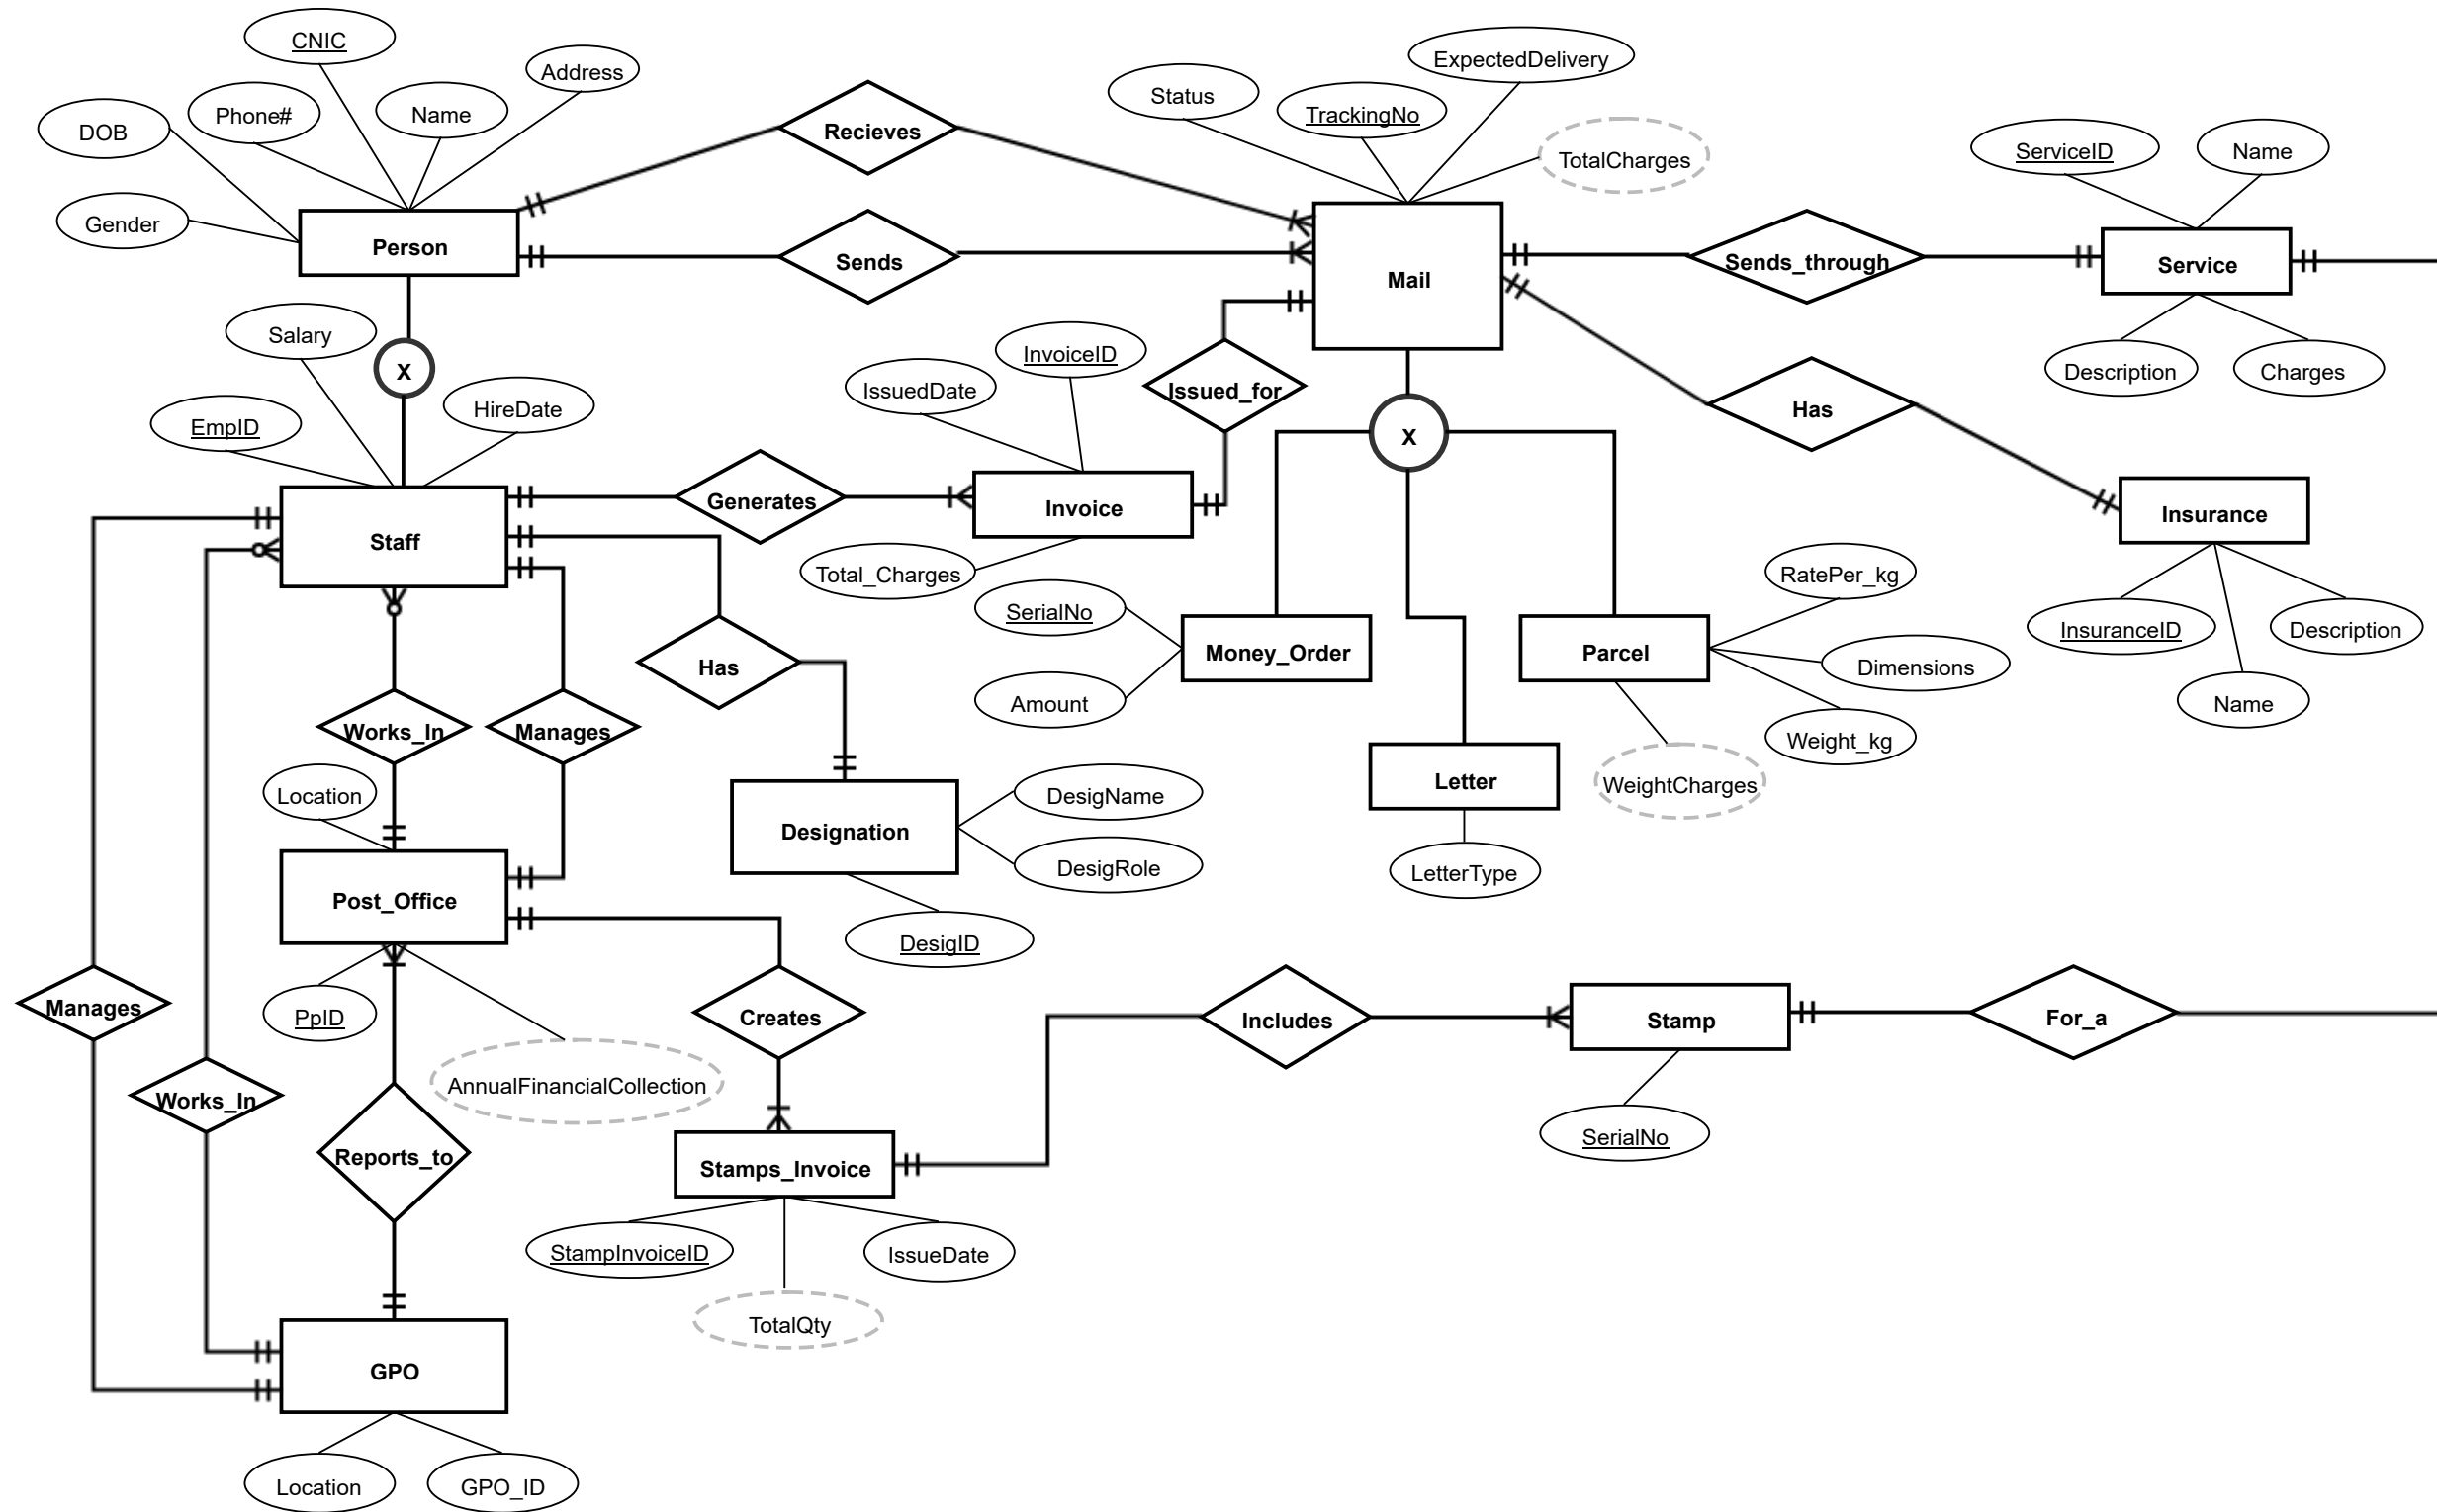 CNIC
Address
Phone#
Name
DOB
Gender
Person
Recieves
Sends
Status
TrackingNo
ExpectedDelivery
TotalCharges
Mail
Sends_through
ServiceID
Name
Service
Description
Charges
Salary
x
EmpID
HireDate
IssuedDate
InvoiceID
Issued_for
x
Has
Staff
Generates
Invoice
Total_Charges
Insurance
InsuranceID
Description
Name
SerialNo
Amount
Money_Order
Parcel
RatePer_kg
Dimensions
Weight_kg
WeightCharges
Letter
LetterType
Works_In
Manages
Has
Location
Designation
DesigName
DesigRole
DesigID
Post_Office
PpID
AnnualFinancialCollection
Manages
Works_In
Reports_to
Creates
Includes
Stamp
For_a
SerialNo
Stamps_Invoice
StampInvoiceID
IssueDate
TotalQty
GPO
Location
GPO_ID